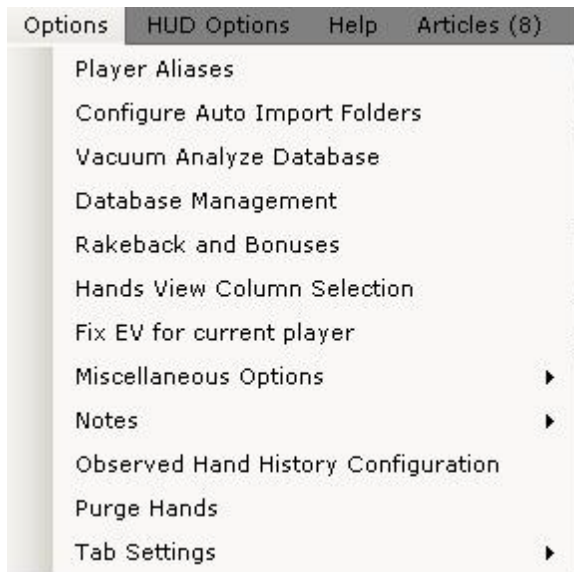 Options HUD Options Help Articles (8)
Player Aliases
Configure Auto Import Folders
Vacuum Analyze Database
Database Management
Rakeback and Bonuses
Hands View Column Selection
Fix EV for current player
Miscellaneous Options
Notes
Observed Hand History Configuration
Purge Hands
Tab Settings